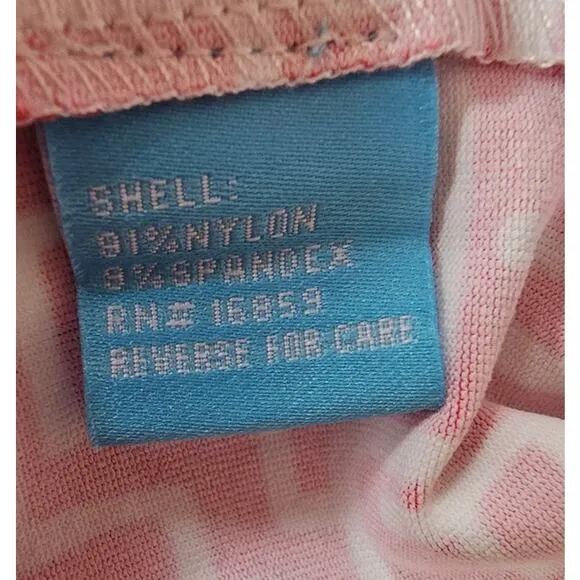 SHELL:
91%NYLON
9%SPANDEX
RN# 16859
REVERSE FOR CARE